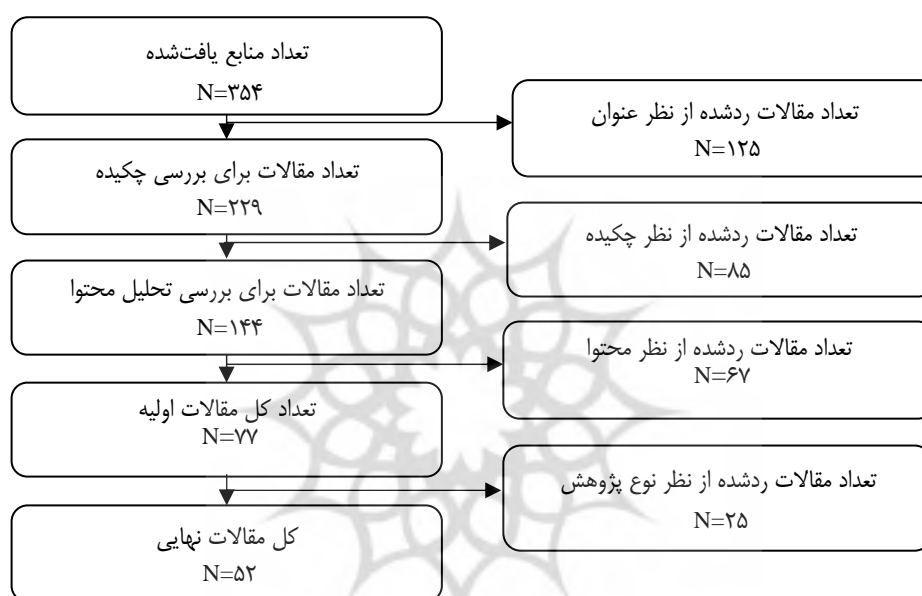 تعداد منابع یافت‌شده
N=۳۵۴
تعداد مقالات ردشده از نظر عنوان
N=۱۲۵
تعداد مقالات برای بررسی چکیده
N=۲۲۹
تعداد مقالات ردشده از نظر چکیده
N=۸۵
تعداد مقالات برای بررسی تحلیل محتوا
N=۱۴۴
تعداد مقالات ردشده از نظر محتوا
N=۶۷
تعداد کل مقالات اولیه
N=۷۷
تعداد مقالات ردشده از نظر نوع پژوهش
N=۲۵
کل مقالات نهایی
N=۵۲